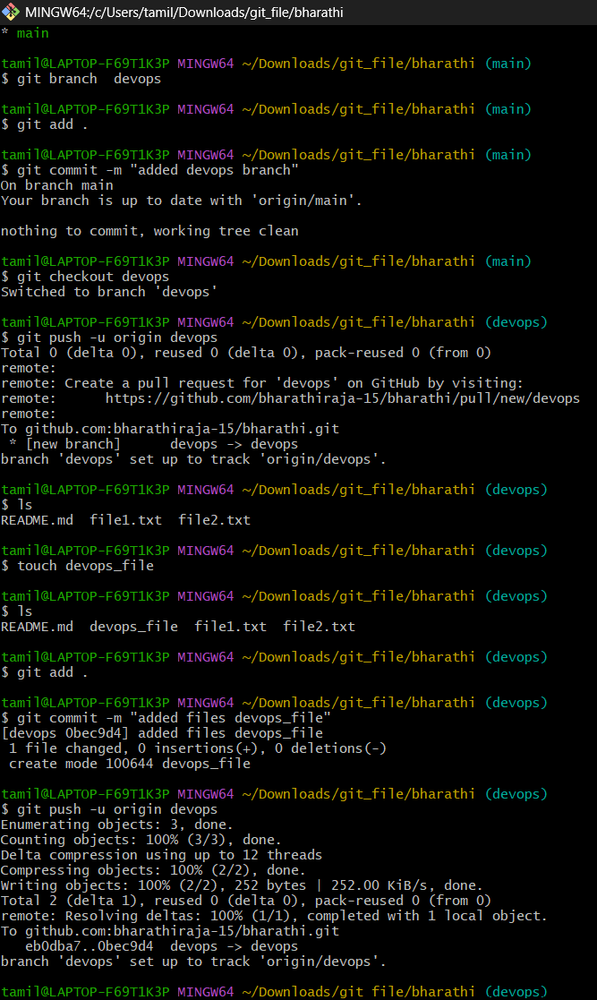 MINGW64:/c/Users/tamil/Downloads/git_file/bharathi
* main
tamil@LAPTOP-F69T1K3P MINGW64 ~/Downloads/git_file/bharathi (main)
$ git branch  devops
tamil@LAPTOP-F69T1K3P MINGW64 ~/Downloads/git_file/bharathi (main)
$ git add .
tamil@LAPTOP-F69T1K3P MINGW64 ~/Downloads/git_file/bharathi (main)
$ git commit -m "added devops branch"
On branch main
Your branch is up to date with 'origin/main'.
nothing to commit, working tree clean
tamil@LAPTOP-F69T1K3P MINGW64 ~/Downloads/git_file/bharathi (main)
$ git checkout devops
Switched to branch 'devops'
tamil@LAPTOP-F69T1K3P MINGW64 ~/Downloads/git_file/bharathi (devops)
$ git push -u origin devops
Total 0 (delta 0), reused 0 (delta 0), pack-reused 0 (from 0)
remote:
remote: Create a pull request for 'devops' on GitHub by visiting:
remote:      https://github.com/bharathiraja-15/bharathi/pull/new/devops
remote:
To github.com:bharathiraja-15/bharathi.git
 * [new branch]      devops -> devops
branch 'devops' set up to track 'origin/devops'.
tamil@LAPTOP-F69T1K3P MINGW64 ~/Downloads/git_file/bharathi (devops)
$ ls
README.md  file1.txt  file2.txt
tamil@LAPTOP-F69T1K3P MINGW64 ~/Downloads/git_file/bharathi (devops)
$ touch devops_file
tamil@LAPTOP-F69T1K3P MINGW64 ~/Downloads/git_file/bharathi (devops)
$ ls
README.md  devops_file  file1.txt  file2.txt
tamil@LAPTOP-F69T1K3P MINGW64 ~/Downloads/git_file/bharathi (devops)
$ git add .
tamil@LAPTOP-F69T1K3P MINGW64 ~/Downloads/git_file/bharathi (devops)
$ git commit -m "added files devops_file"
[devops 0bec9d4] added files devops_file
 1 file changed, 0 insertions(+), 0 deletions(-)
 create mode 100644 devops_file
tamil@LAPTOP-F69T1K3P MINGW64 ~/Downloads/git_file/bharathi (devops)
$ git push -u origin devops
Enumerating objects: 3, done.
Counting objects: 100% (3/3), done.
Delta compression using up to 12 threads
Compressing objects: 100% (2/2), done.
Writing objects: 100% (2/2), 252 bytes | 252.00 KiB/s, done.
Total 2 (delta 1), reused 0 (delta 0), pack-reused 0 (from 0)
remote: Resolving deltas: 100% (1/1), completed with 1 local object.
To github.com:bharathiraja-15/bharathi.git
   eb0dba7..0bec9d4  devops -> devops
branch 'devops' set up to track 'origin/devops'.
tamil@LAPTOP-F69T1K3P MINGW64 ~/Downloads/git_file/bharathi (devops)